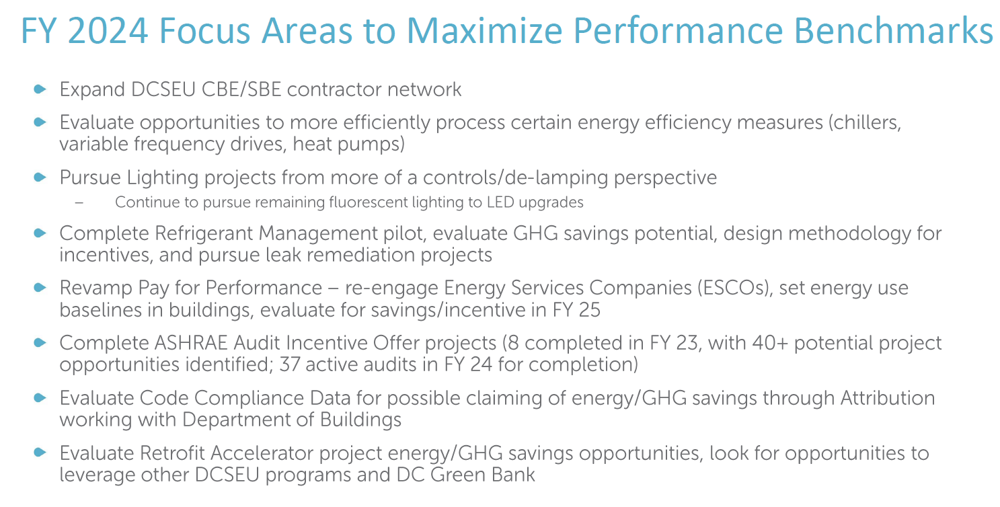 FY 2024 Focus Areas to Maximize Performance Benchmarks
Expand DCSEU CBE/SBE contractor network
Evaluate opportunities to more efficiently process certain energy efficiency measures (chillers,
variable frequency drives, heat pumps)
Pursue Lighting projects from more of a controls/de-lamping perspective
– Continue to pursue remaining fluorescent lighting to LED upgrades
Complete Refrigerant Management pilot, evaluate GHG savings potential, design methodology for
incentives, and pursue leak remediation projects
Revamp Pay for Performance – re-engage Energy Services Companies (ESCOs), set energy use
baselines in buildings, evaluate for savings/incentive in FY 25
Complete ASHRAE Audit Incentive Offer projects (8 completed in FY 23, with 40+ potential project
opportunities identified; 37 active audits in FY 24 for completion)
Evaluate Code Compliance Data for possible claiming of energy/GHG savings through Attribution
working with Department of Buildings
Evaluate Retrofit Accelerator project energy/GHG savings opportunities, look for opportunities to
leverage other DCSEU programs and DC Green Bank